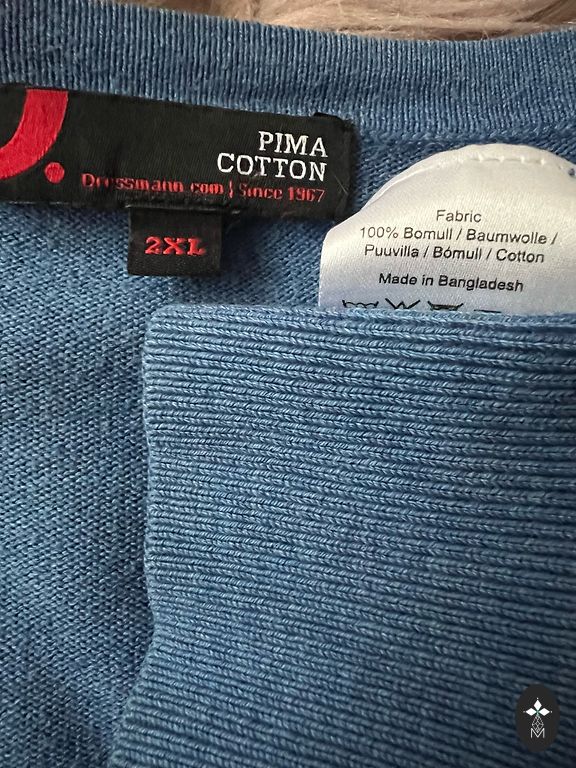 PIMA
COTTON
Dressmann.com | Since 1967
2XL
Fabric
100% Bomull / Baumwolle /
Puuvilla / Bómull / Cotton
Made in Bangladesh
M